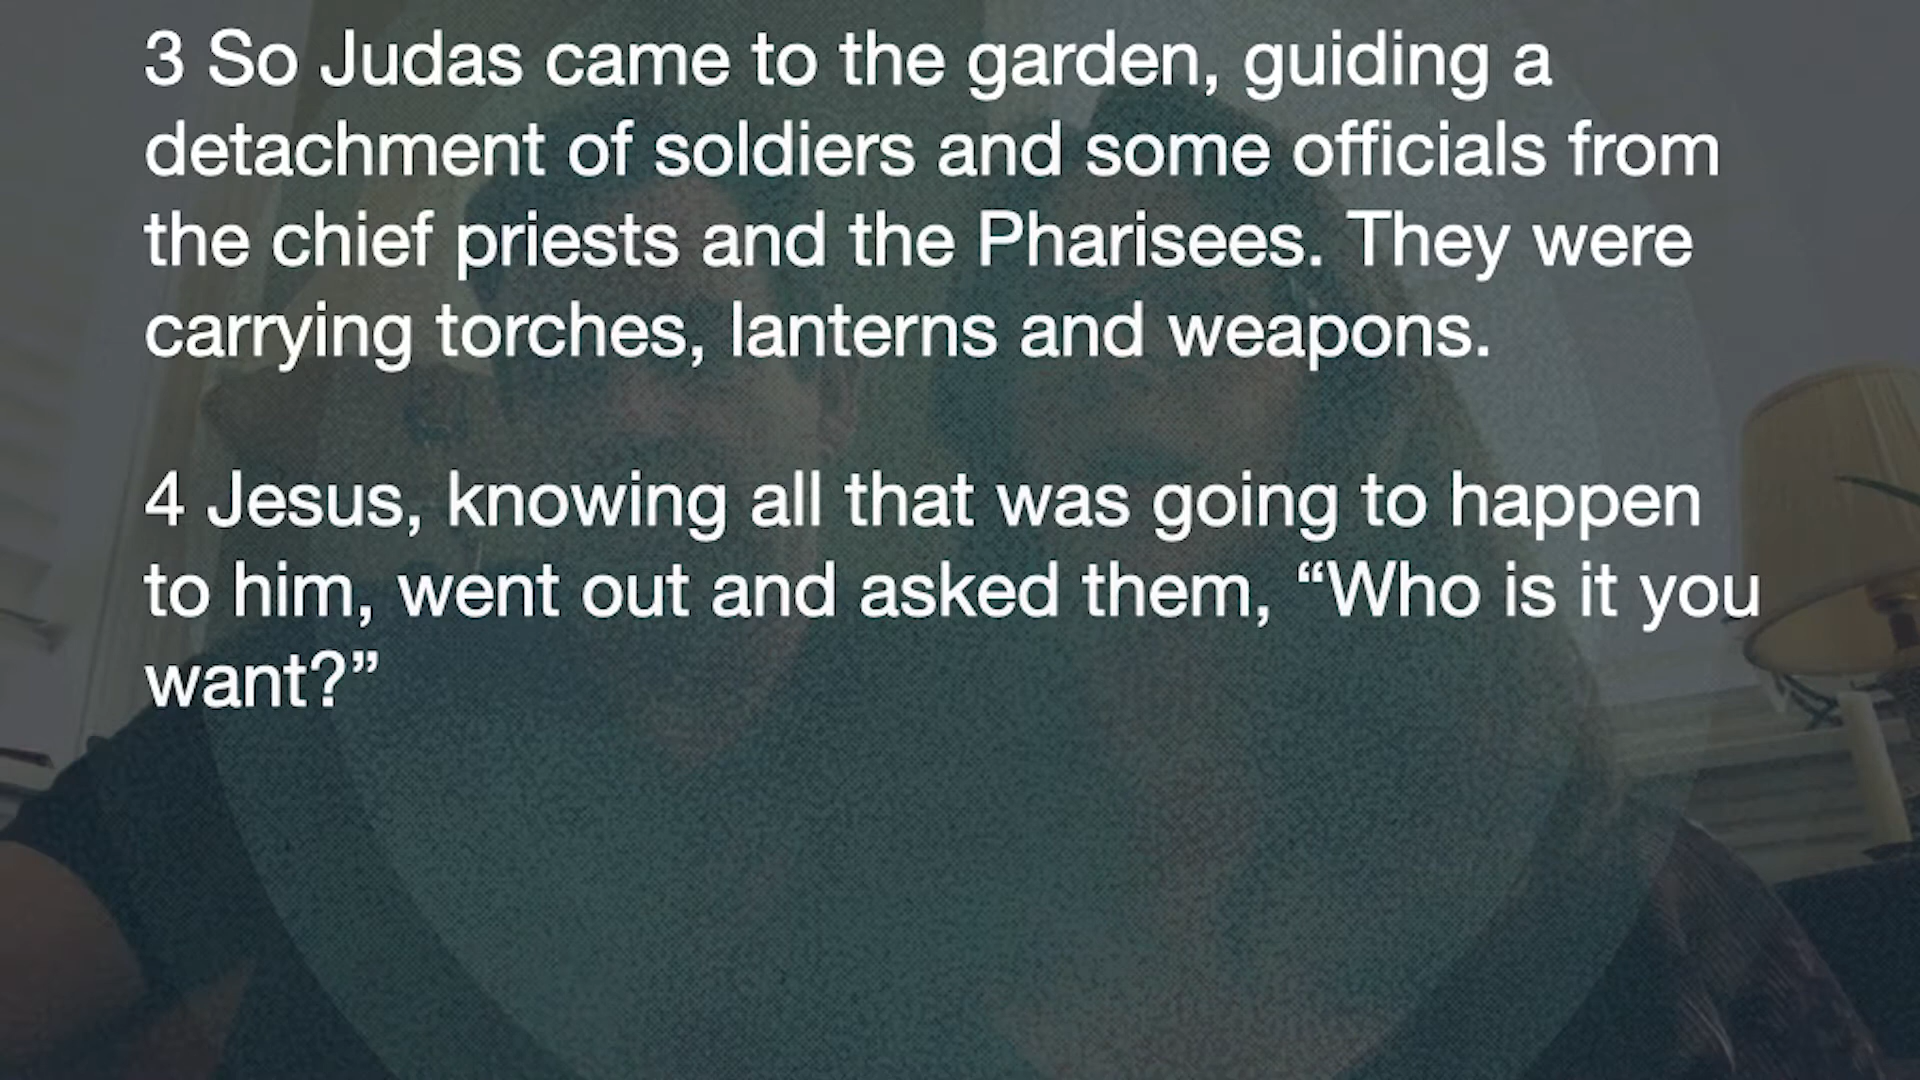 3 So Judas came to the garden, guiding a
detachment of soldiers and some officials from
the chief priests and the Pharisees. They were
carrying torches, lanterns and weapons.
4 Jesus, knowing all that was going to happen
to him, went out and asked them, “Who is it you
want?”